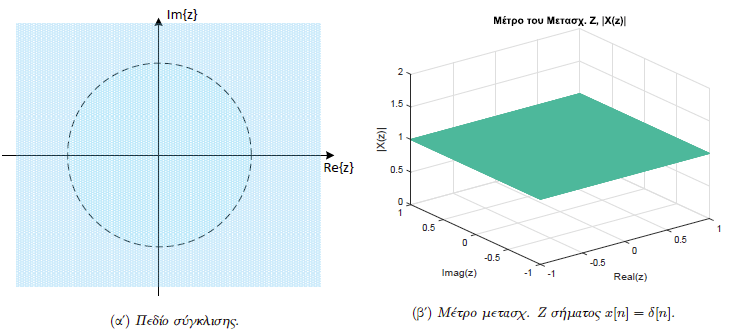 Im{z}
Re{z}
(α′) Πεδίο σύγκλισης.
Μέτρο του Μετασχ. Z, |X(z)|
|X(z)|
2
1.5
1
0.5
0
1
0.5
0
-0.5
-1
Imag(z)
-1
-0.5
0
0.5
1
Real(z)
(β′) Μέτρο μετασχ. Z σήματος x[n] = δ[n].